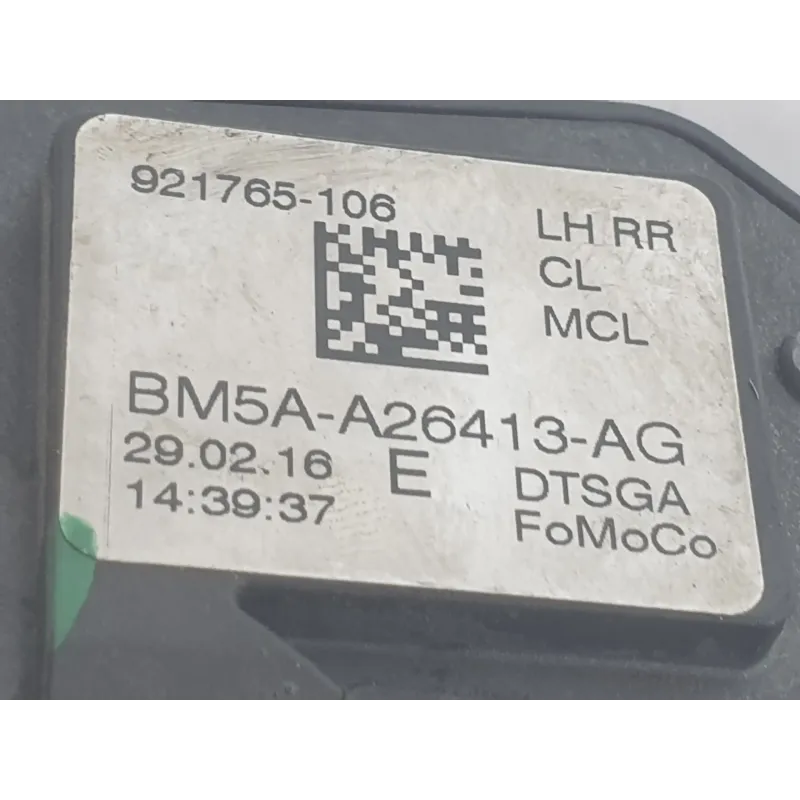 921765-106
LH RR
CL
MCL
BM5A-A26413-AG
29.02.16
E
DTSGA
14:39:37
FoMoCo